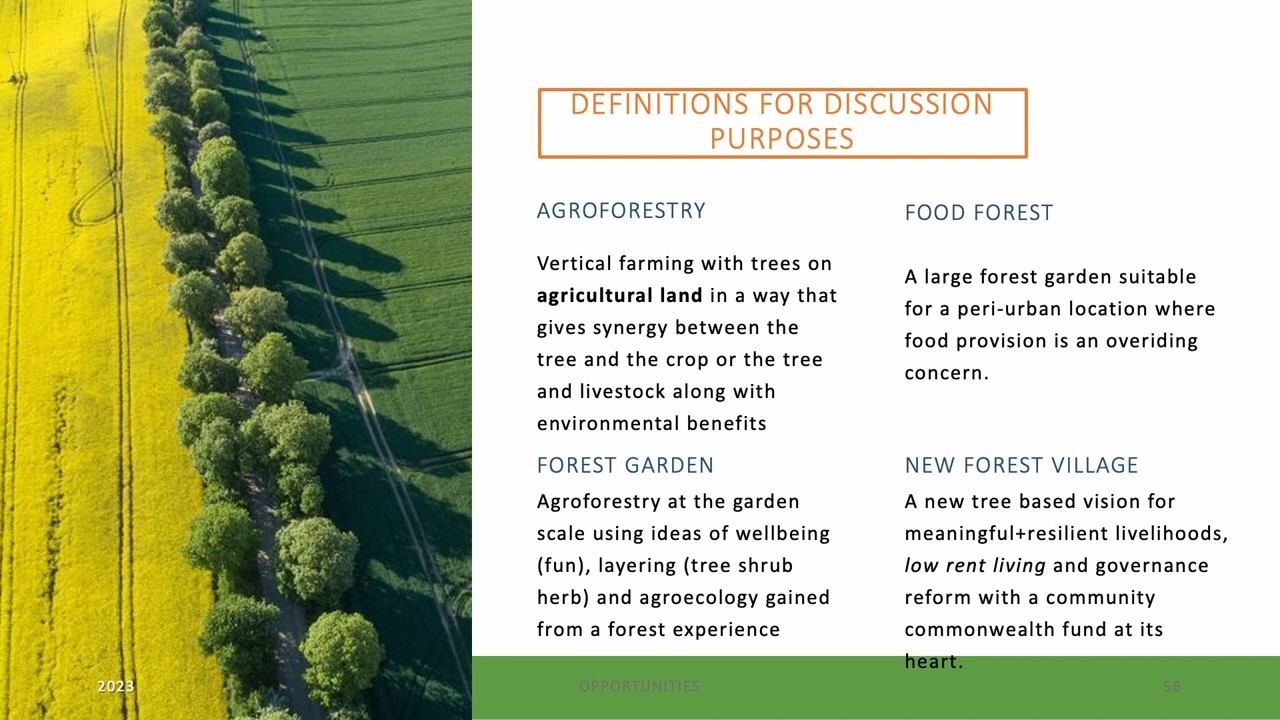 DEFINITIONS FOR DISCUSSION
PURPOSES
AGROFORESTRY
Vertical farming with trees on
agricultural land in a way that
gives synergy between the
tree and the crop or the tree
and livestock along with
environmental benefits
FOOD FOREST
A large forest garden suitable
for a peri-urban location where
food provision is an overiding
concern.
FOREST GARDEN
Agroforestry at the garden
scale using ideas of wellbeing
(fun), layering (tree shrub
herb) and agroecology gained
from a forest experience
NEW FOREST VILLAGE
A new tree based vision for
meaningful+resilient livelihoods,
low rent living and governance
reform with a community
commonwealth fund at its
heart.
2023
OPPORTUNITIES
56